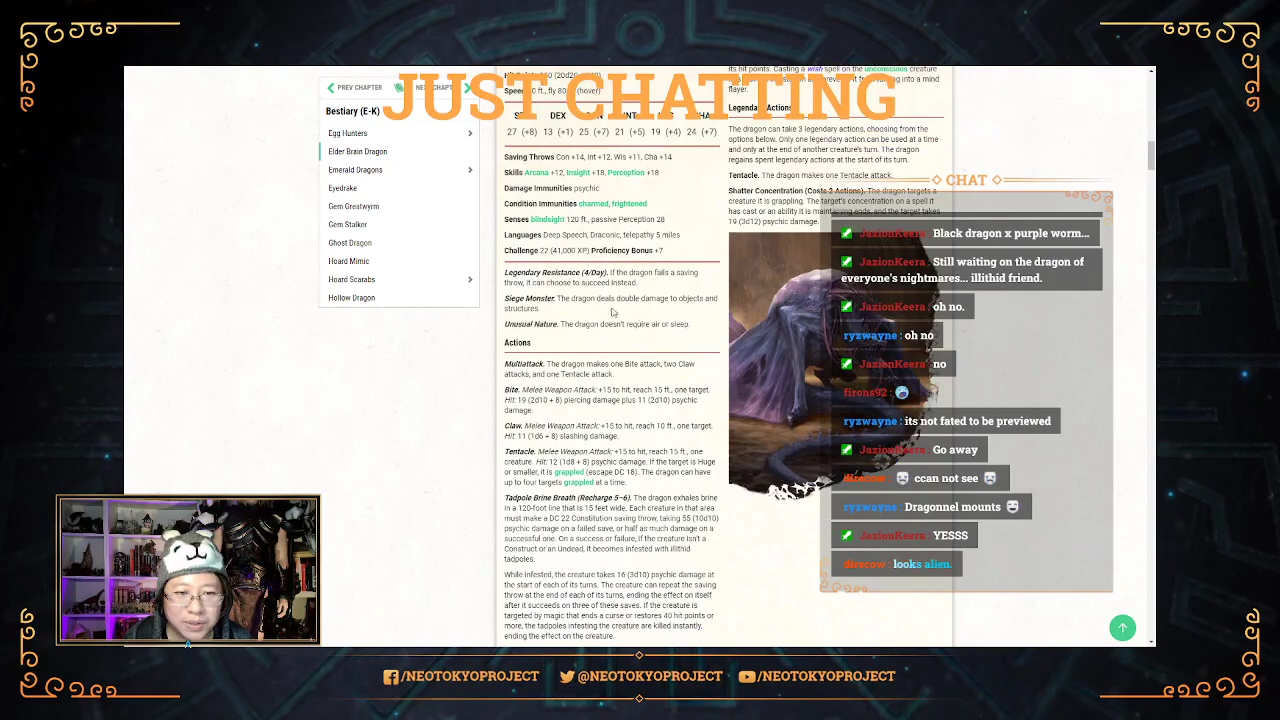 JUST CHATTING
PREV CHAPTER
Bestiary (E-K)
Egg Hunters
Elder Brain Dragon
Emerald Dragons
Eyedrake
Gem Greatwyrm
Gem Stalker
Ghost Dragon
Hoard Mimic
Hoard Scarabs
Hollow Dragon
(20d20
Speed
ft., fly 80
(hover)
DEX
27 (+8) 13 (+1) 25 (+7) 21 (+5) 19 (+4) 24 (+7)
Saving Throws Con +14, Int +12, Wis +11, Cha +14
Skills Arcana +12, Insight +18, Perception +18
Damage Immunities psychic
Condition Immunities charmed, frightened
Senses blindsight 120 ft., passive Perception 28
Languages Deep Speech, Draconic, telepathy 5 miles
Challenge 22 (41,000 XP) Proficiency Bonus +7
Legendary Resistance (4/Day). If the dragon fails a saving
throw, it can choose to succeed instead.
Siege Monster. The dragon deals double damage to objects and
structures.
Unusual Nature. The dragon doesn't require air or sleep.
Actions
Multiattack. The dragon makes one Bite attack, two Claw
attacks, and one Tentacle attack.
Bite. Melee Weapon Attack: +15 to hit, reach 15 ft., one target.
Hit: 19 (2d10 + 8) piercing damage plus 11 (2d10) psychic
damage.
Claw. Melee Weapon Attack: +15 to hit, reach 10 ft., one target.
Hit: 11 (1d6 + 8) slashing damage.
Tentacle. Melee Weapon Attack: +15 to hit, reach 15 ft., one
creature. Hit: 12 (1d8 + 8) psychic damage. If the target is Huge
or smaller, it is grappled (escape DC 18). The dragon can have
up to four targets grappled at a time.
Tadpole Brine Breath (Recharge 5–6). The dragon exhales brine
in a 120-foot line that is 15 feet wide. Each creature in that area
must make a DC 22 Constitution saving throw, taking 55 (10d10)
psychic damage on a failed save, or half as much damage on a
successful one. On a success or failure, if the creature isn't a
Construct or an Undead, it becomes infested with illithid
tadpoles.
While Infested, the creature takes 16 (3d10) psychic damage at
the start of each of its turns. The creature can repeat the saving
throw at the end of each of its turns, ending the effect on itself
after it succeeds on three of these saves. If the creature is
targeted by magic that ends a curse or restores 40 hit points or
more, the tadpoles infesting the creature are killed instantly,
ending the effect on the creature.
its hit points. Casting a wish spell on the unconscious creature
into a mind
flayer.
Legendary Actions
The dragon can take 3 legendary actions, choosing from the
options below. Only one legendary action can be used at a time
and only at the end of another creature's turn. The dragon
regains spent legendary actions at the start of its turn.
Tentacle. The dragon makes one Tentacle attack.
Shatter Concentration (Costs 2 Actions). The dragon targets a
creature it is grappling. The target's concentration on a spell it
has cast or an ability it is maintaining ends, and the target takes
19 (3d12) psychic damage.
CHAT
JazionKeera : Black dragon x purple worm...
JazionKeera : Still waiting on the dragon of
everyone's nightmares... illithid friend.
JazionKeera : oh no.
ryzwayne : oh no
JazionKeera : no
firons92 :
ryzwayne : its not fated to be previewed
JazionKeera : Go away
direcow : ccan not see
ryzwayne : Dragonnel mounts
JazionKeera : YESSS
direcow : looks alien.
/NEOTOKYOPROJECT @NEOTOKYOPROJECT /NEOTOKYOPROJECT